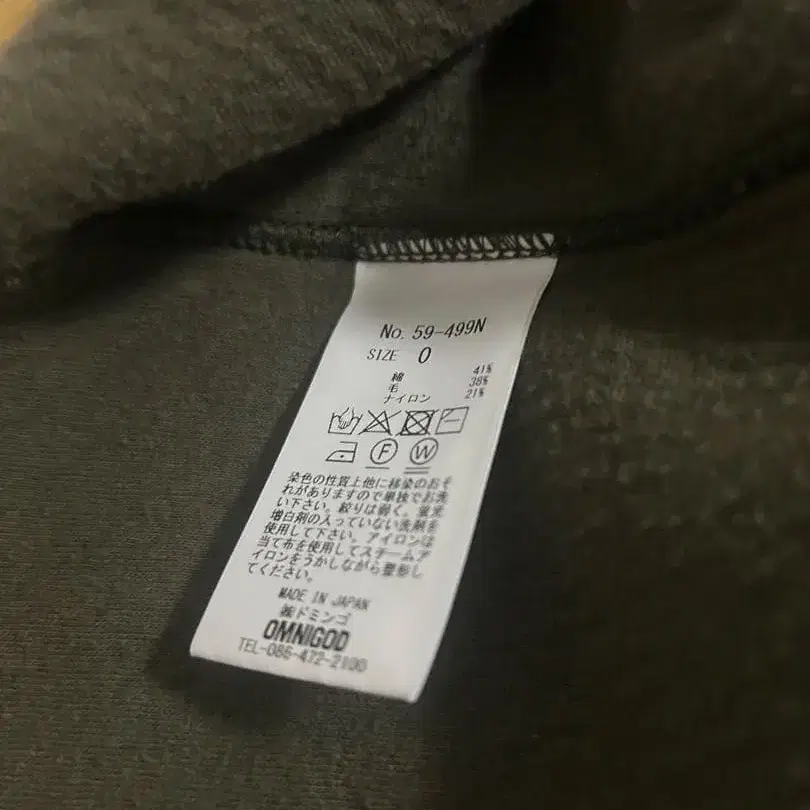 No. 59-499N
SIZE 0
綿 41%
毛 38%
ナイロン 21%
F W
染色の性質上他に移染のおそ
れがありますので単独でお洗
い下さい。絞りは弱く。蛍光
増白剤の入っていない洗剤を
使用して下さい。アイロンは
当て布を使用してスチームア
イロンをうかしながら整形し
てください。
MADE IN JAPAN
㈱ドミンゴ
OMNIGOD
TEL-086-472-2100